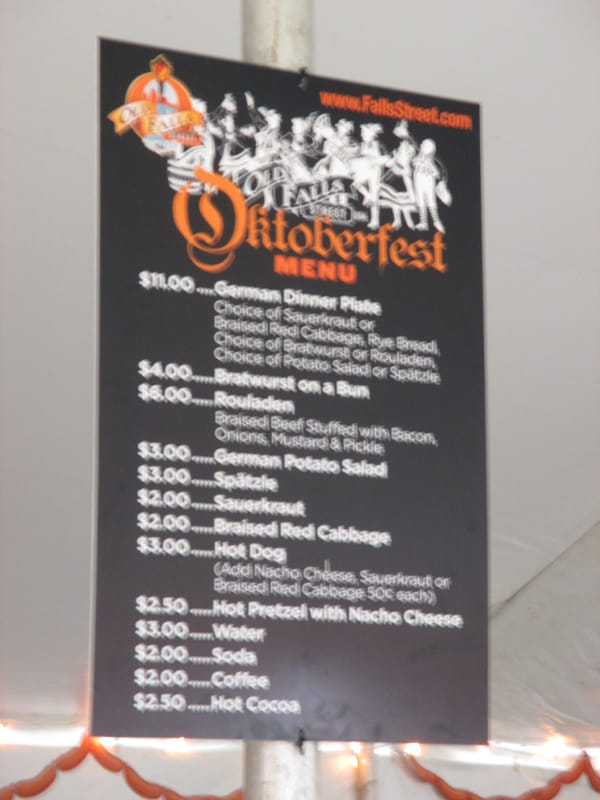 www.FallsStreet.com
OLD FALLS
OLD FALLS
STREET
Oktoberfest
MENU
$11.00 ....German Dinner Plate
Choice of Sauerkraut or
Braised Red Cabbage, Rye Bread,
Choice of Bratwurst or Rouladen,
Choice of Potato Salad or Spätzle
$4.00.....Bratwurst on a Bun
$6.00.....Rouladen
Braised Beef Stuffed with Bacon,
Onions, Mustard & Pickle
$3.00.....German Potato Salad
$3.00.....Spätzle
$2.00.....Sauerkraut
$2.00.....Braised Red Cabbage
$3.00.....Hot Dog
(Add Nacho Cheese, Sauerkraut or
Braised Red Cabbage 50¢ each)
$2.50 .....Hot Pretzel with Nacho Cheese
$3.00.....Water
$2.00.....Soda
$2.00.....Coffee
$2.50 .....Hot Cocoa